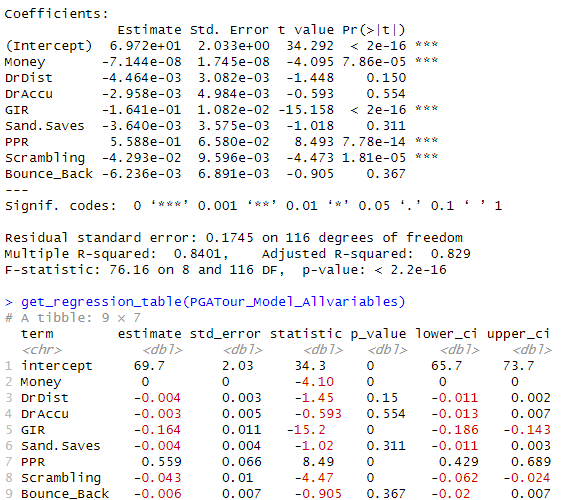 Coefficients:
              Estimate Std. Error t value Pr(>|t|)
(Intercept)  6.972e+01  2.033e+00  34.292  < 2e-16 ***
Money       -7.144e-08  1.745e-08  -4.095 7.86e-05 ***
DrDist      -4.464e-03  3.082e-03  -1.448    0.150
DrAccu      -2.958e-03  4.984e-03  -0.593    0.554
GIR         -1.641e-01  1.082e-02 -15.158  < 2e-16 ***
Sand.Saves  -3.640e-03  3.575e-03  -1.018    0.311
PPR          5.588e-01  6.580e-02   8.493 7.78e-14 ***
Scrambling  -4.293e-02  9.596e-03  -4.473 1.81e-05 ***
Bounce_Back -6.236e-03  6.891e-03  -0.905    0.367
---
Signif. codes:  0 ‘***’ 0.001 ‘**’ 0.01 ‘*’ 0.05 ‘.’ 0.1 ‘ ’ 1
Residual standard error: 0.1745 on 116 degrees of freedom
Multiple R-squared:  0.8401,    Adjusted R-squared:  0.829
F-statistic: 76.16 on 8 and 116 DF,  p-value: < 2.2e-16
> get_regression_table(PGATour_Model_Allvariables)
# A tibble: 9 × 7
  term        estimate std_error statistic p_value lower_ci upper_ci
  <chr>          <dbl>     <dbl>     <dbl>   <dbl>    <dbl>    <dbl>
1 intercept     69.7       2.03     34.3     0       65.7     73.7
2 Money          0         0        -4.10    0        0        0
3 DrDist        -0.004     0.003    -1.45    0.15    -0.011    0.002
4 DrAccu        -0.003     0.005    -0.593   0.554   -0.013    0.007
5 GIR           -0.164     0.011   -15.2     0       -0.186   -0.143
6 Sand.Saves    -0.004     0.004    -1.02    0.311   -0.011    0.003
7 PPR            0.559     0.066     8.49    0        0.429    0.689
8 Scrambling    -0.043     0.01     -4.47    0       -0.062   -0.024
9 Bounce_Back   -0.006     0.007    -0.905   0.367   -0.02     0.007